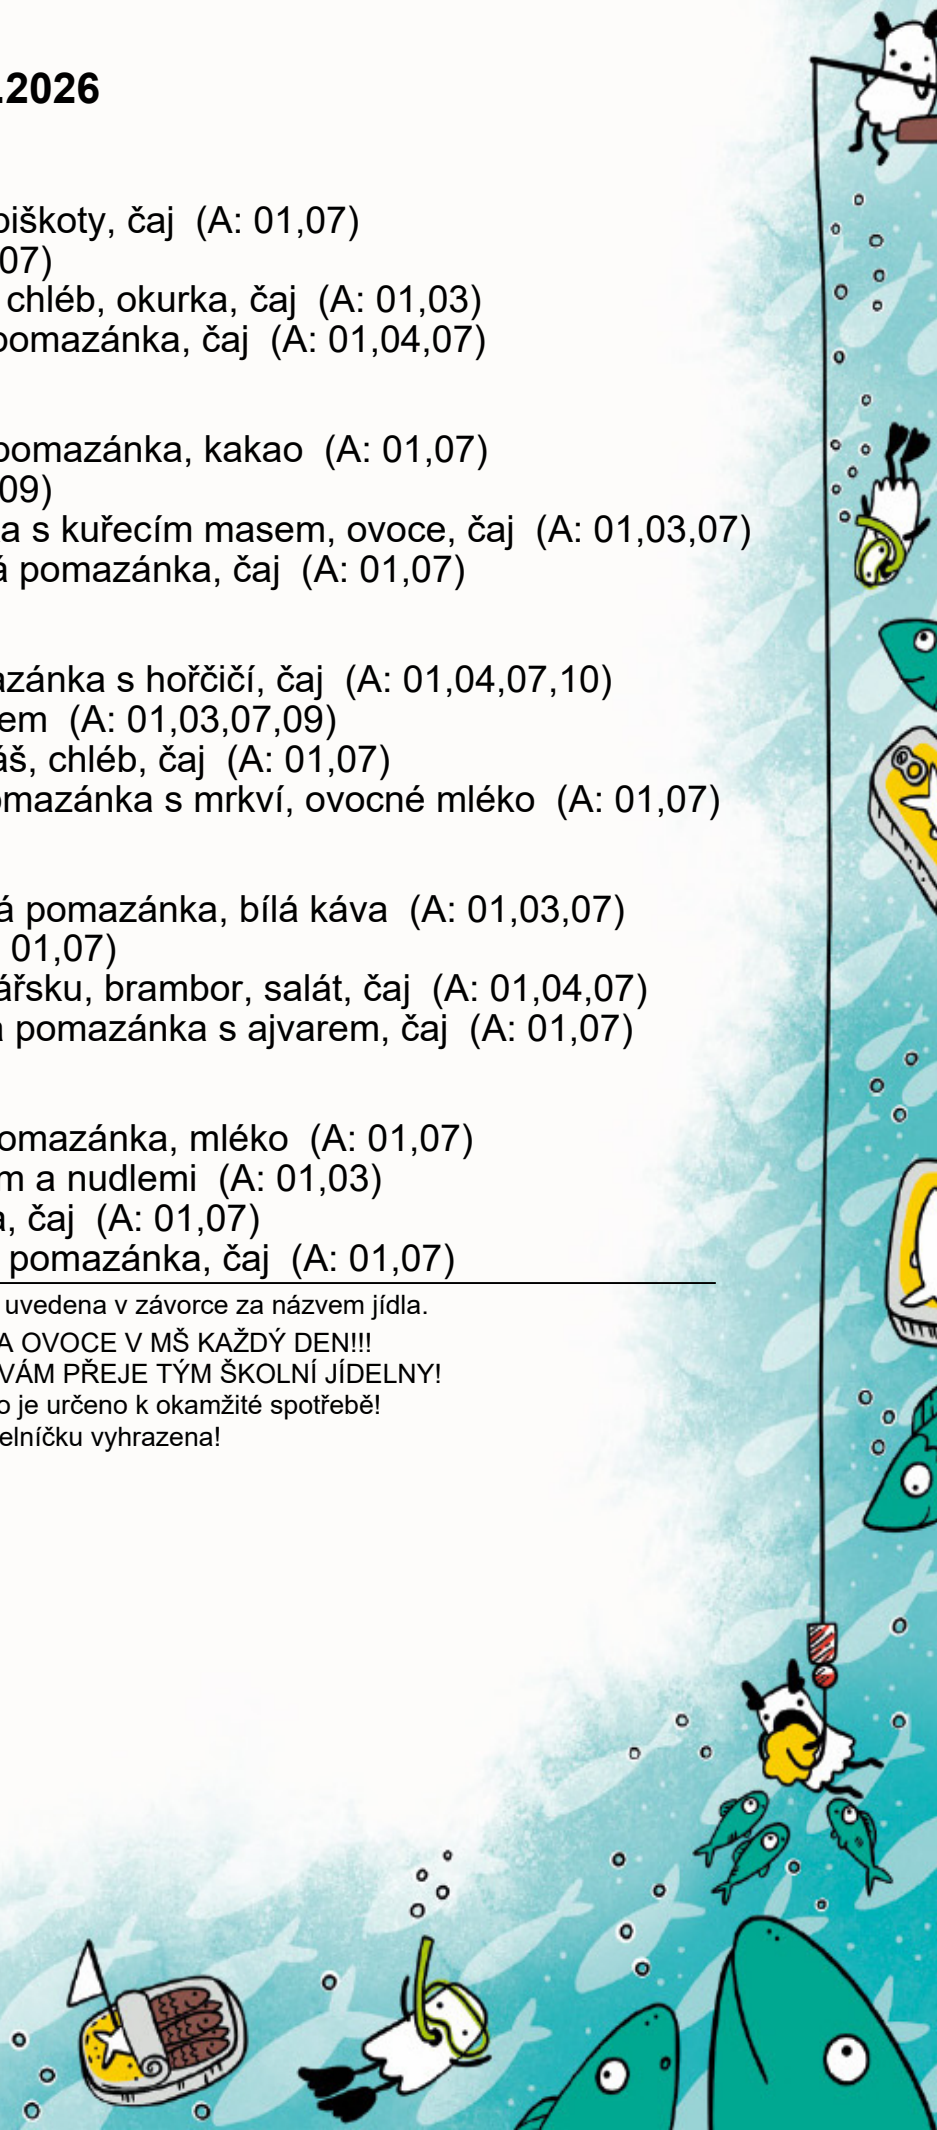 .2026
piškoty, čaj (A: 01,07)
07)
chléb, okurka, čaj (A: 01,03)
pomazánka, čaj (A: 01,04,07)
pomazánka, kakao (A: 01,07)
09)
a s kuřecím masem, ovoce, čaj (A: 01,03,07)
á pomazánka, čaj (A: 01,07)
azánka s hořčičí, čaj (A: 01,04,07,10)
em (A: 01,03,07,09)
áš, chléb, čaj (A: 01,07)
omazánka s mrkví, ovocné mléko (A: 01,07)
á pomazánka, bílá káva (A: 01,03,07)
01,07)
ářsku, brambor, salát, čaj (A: 01,04,07)
á pomazánka s ajvarem, čaj (A: 01,07)
omazánka, mléko (A: 01,07)
m a nudlemi (A: 01,03)
a, čaj (A: 01,07)
pomazánka, čaj (A: 01,07)
uvedena v závorce za názvem jídla.
A OVOCE V MŠ KAŽDÝ DEN!!!
VÁM PŘEJE TÝM ŠKOLNÍ JÍDELNY!
o je určeno k okamžité spotřebě!
elníčku vyhrazena!